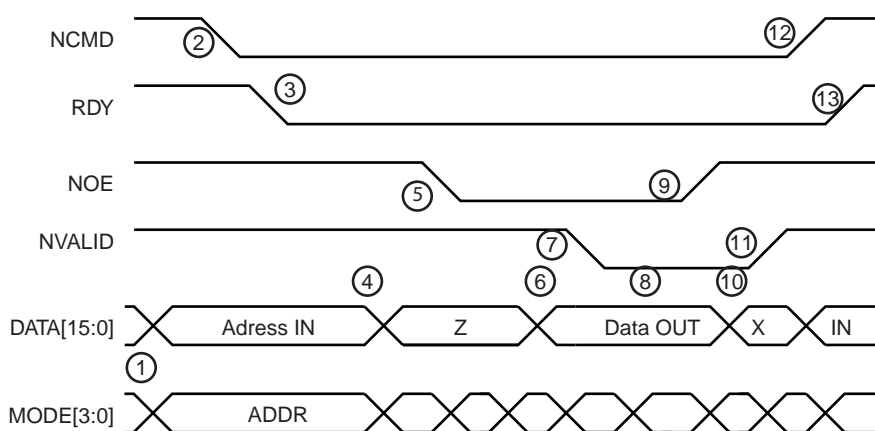 NCMD
2
12
RDY
3
13
NOE
5
9
NVALID
7
11
4
6
8
10
DATA[15:0]
Adress IN
Z
Data OUT
X
IN
1
MODE[3:0]
ADDR